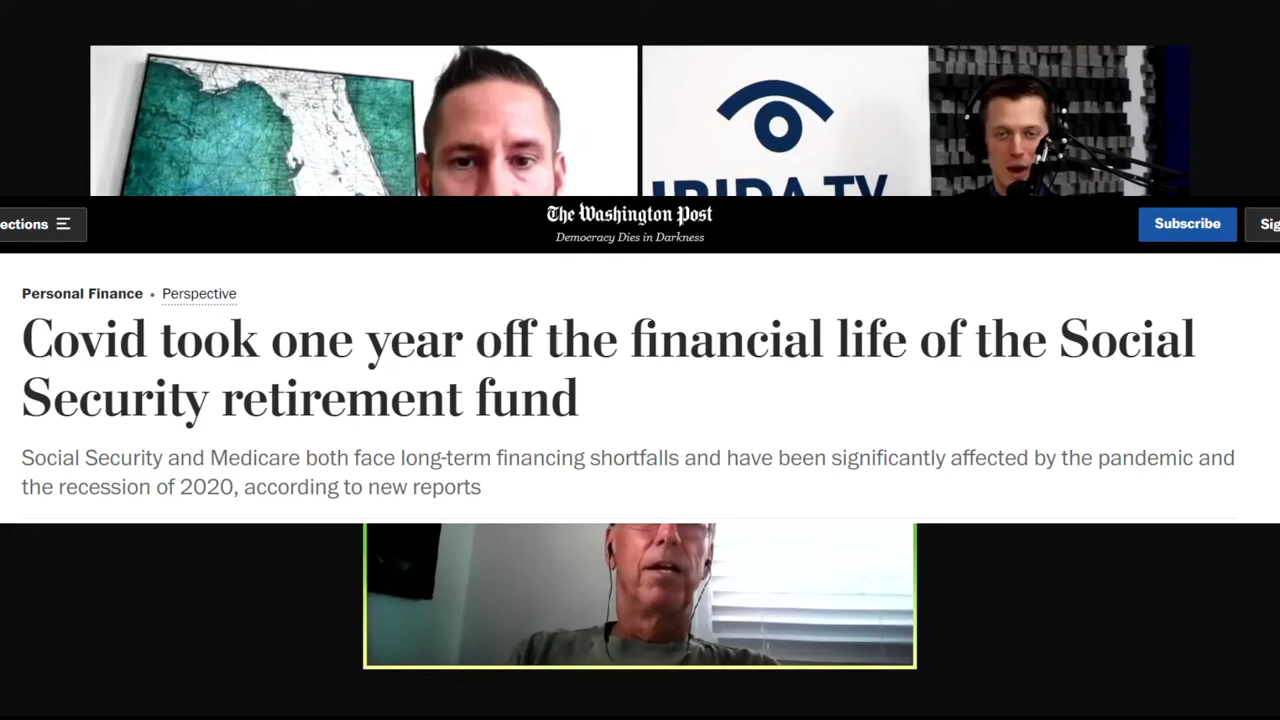 ections
The Washington Post
Democracy Dies in Darkness
Subscribe
Sig
Personal Finance • Perspective
Covid took one year off the financial life of the Social
Security retirement fund
Social Security and Medicare both face long-term financing shortfalls and have been significantly affected by the pandemic and
the recession of 2020, according to new reports